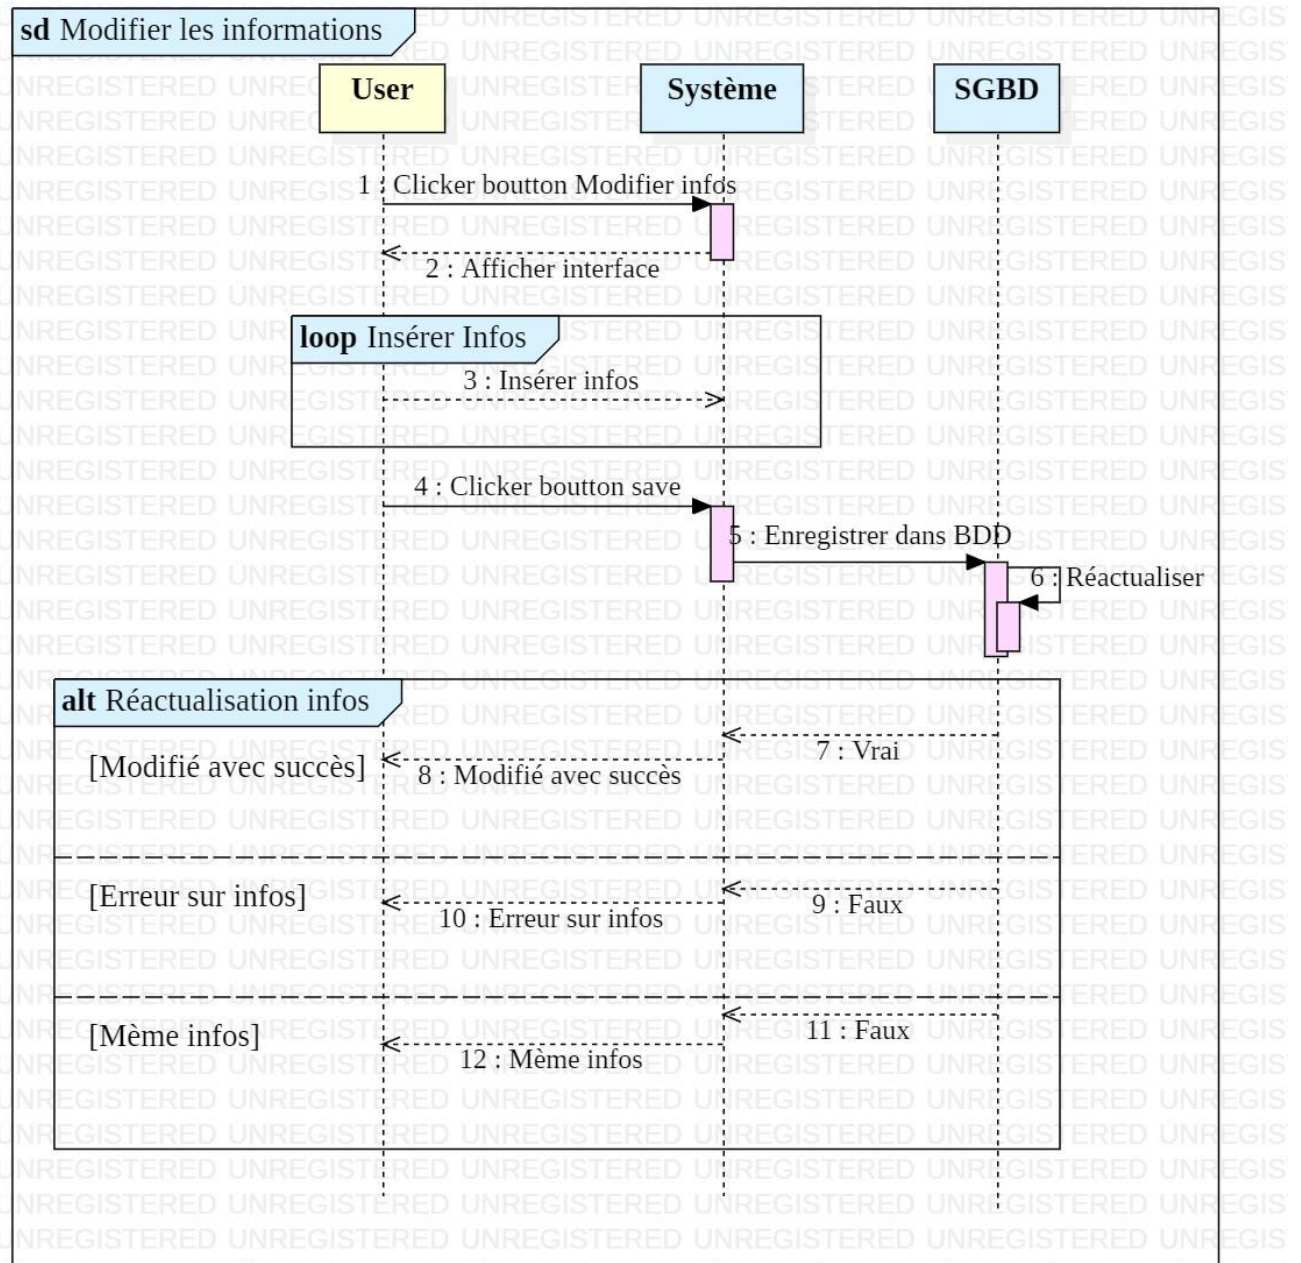 sd Modifier les informations
User
Système
SGBD
1 : Clicker boutton Modifier infos
2 : Afficher interface
loop Insérer Infos
3 : Insérer infos
4 : Clicker boutton save
5 : Enregistrer dans BDD
6 : Réactualiser
alt Réactualisation infos
7 : Vrai
[Modifié avec succès]
8 : Modifié avec succès
[Erreur sur infos]
9 : Faux
10 : Erreur sur infos
11 : Faux
[Mème infos]
12 : Mème infos
UNREGISTERED